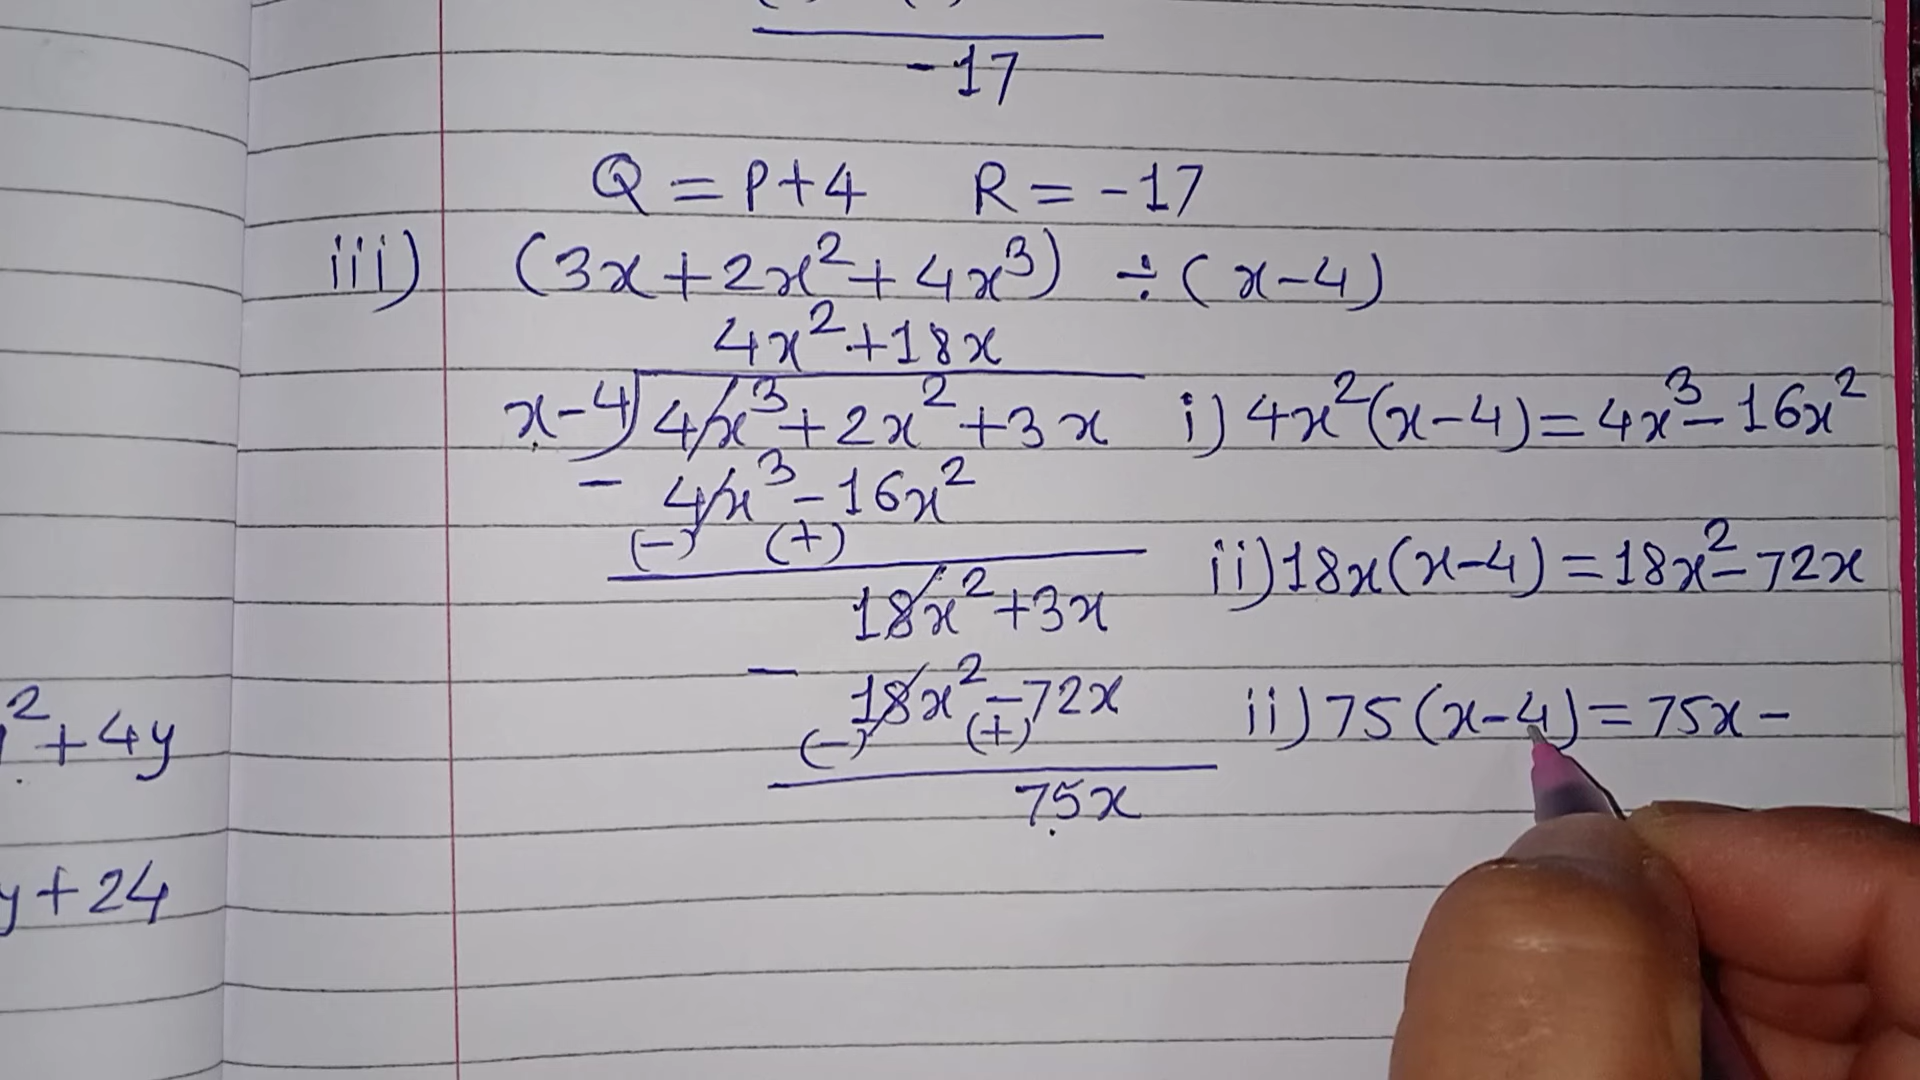 -17
Q = P+4 R = -17
iii) (3x+2x²+4x³) ÷ (x-4)
4x²+18x
x-4)4x³+2x²+3x i) 4x²(x-4)=4x³-16x²
- 4x³-16x²
(-) (+)
18x²+3x ii) 18x(x-4)=18x²-72x
- 18x²-72x ii) 75(x-4)=75x-
(-) (+)
75x
²+4y
y+24